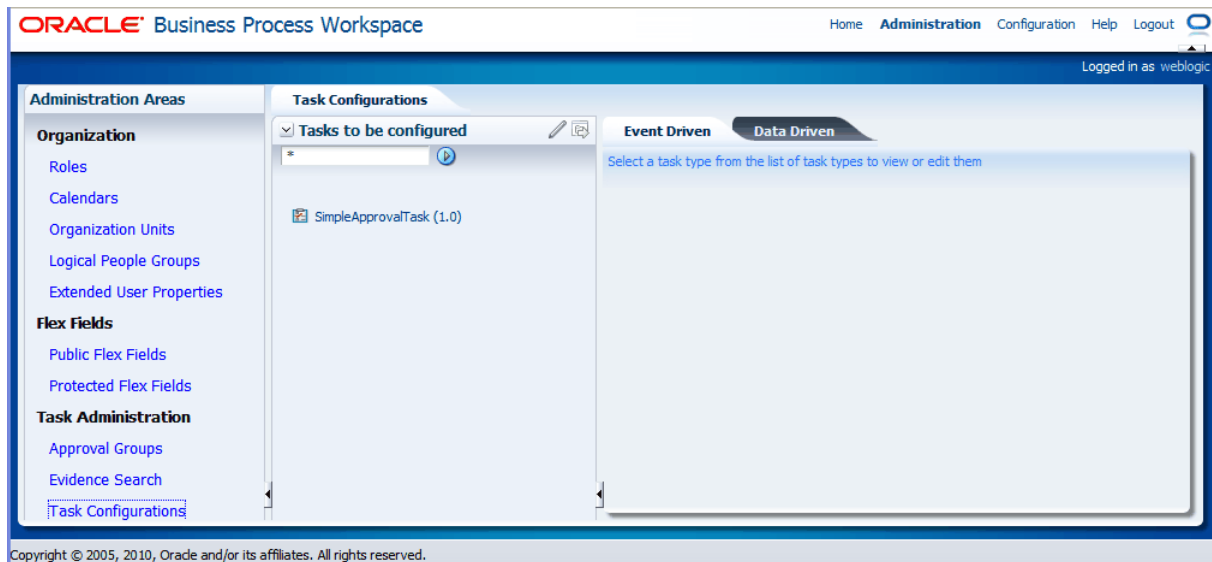 ORACLE Business Process Workspace
Home Administration Configuration Help Logout
Logged in as weblogic
Administration Areas
Organization
Roles
Calendars
Organization Units
Logical People Groups
Extended User Properties
Flex Fields
Public Flex Fields
Protected Flex Fields
Task Administration
Approval Groups
Evidence Search
Task Configurations
Task Configurations
Tasks to be configured
*
SimpleApprovalTask (1.0)
Event Driven Data Driven
Select a task type from the list of task types to view or edit them
Copyright © 2005, 2010, Oracle and/or its affiliates. All rights reserved.